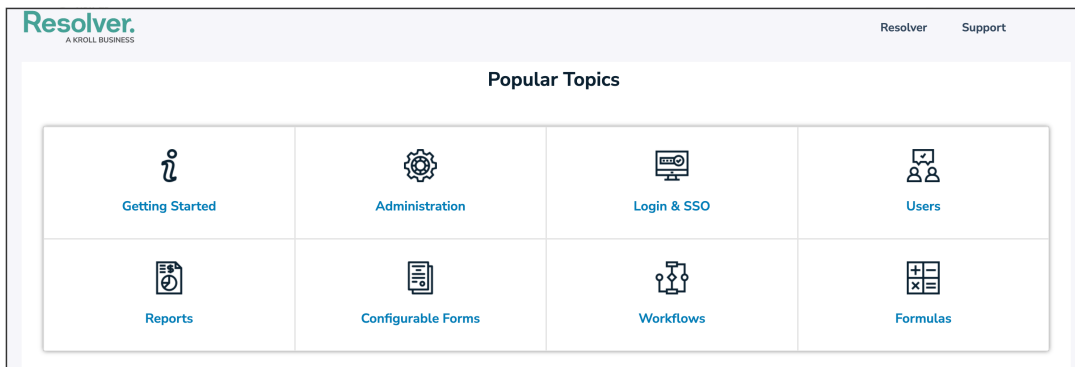 Resolver.
A KROLL BUSINESS
Resolver Support
Popular Topics
Getting Started
Administration
Login & SSO
Users
Reports
Configurable Forms
Workflows
Formulas